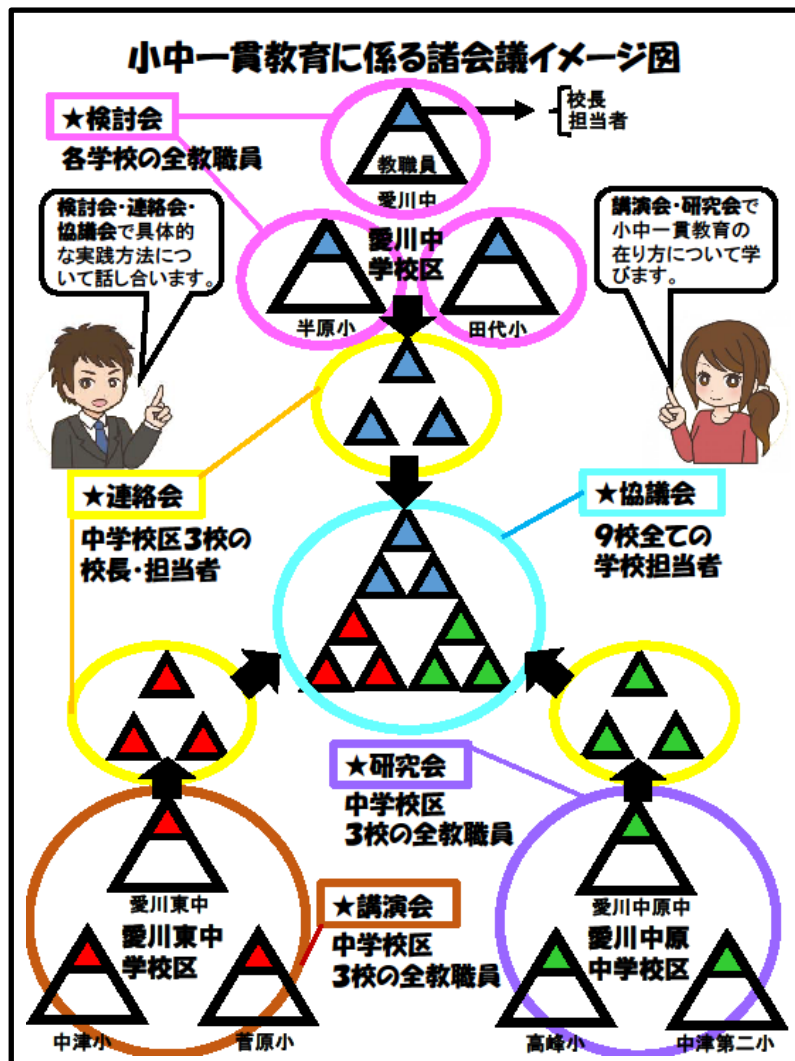 小中一貫教育に係る諸会議イメージ図
★検討会
各学校の全教職員
校長
担当者
教職員
愛川中
検討会・連絡会・
協議会で具体的
な実践方法につ
いて話し合います。
愛川中
学校区
講演会・研究会で
小中一貫教育の
在り方について学
びます。
半原小
田代小
★連絡会
中学校区3校の
校長・担当者
★協議会
9校全ての
学校担当者
★研究会
中学校区
3校の全教職員
愛川東中
愛川東中
学校区
中津小
菅原小
★講演会
中学校区
3校の全教職員
愛川中原中
愛川中原
中学校区
高峰小
中津第二小